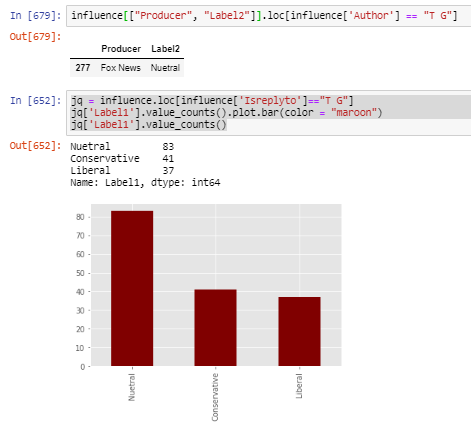 In [679]: influence[["Producer", "Label2"]].loc[influence['Author'] == "T G"]
Out[679]:
Producer Label2
277 Fox News Nuetral
In [652]: jq = influence.loc[influence['Isreplyto']=="T G"]
jq['Label1'].value_counts().plot.bar(color = "maroon")
jq['Label1'].value_counts()
Out[652]: Nuetral 83
Conservative 41
Liberal 37
Name: Label1, dtype: int64
80
70
60
50
40
30
20
10
0
Nuetral
Conservative
Liberal